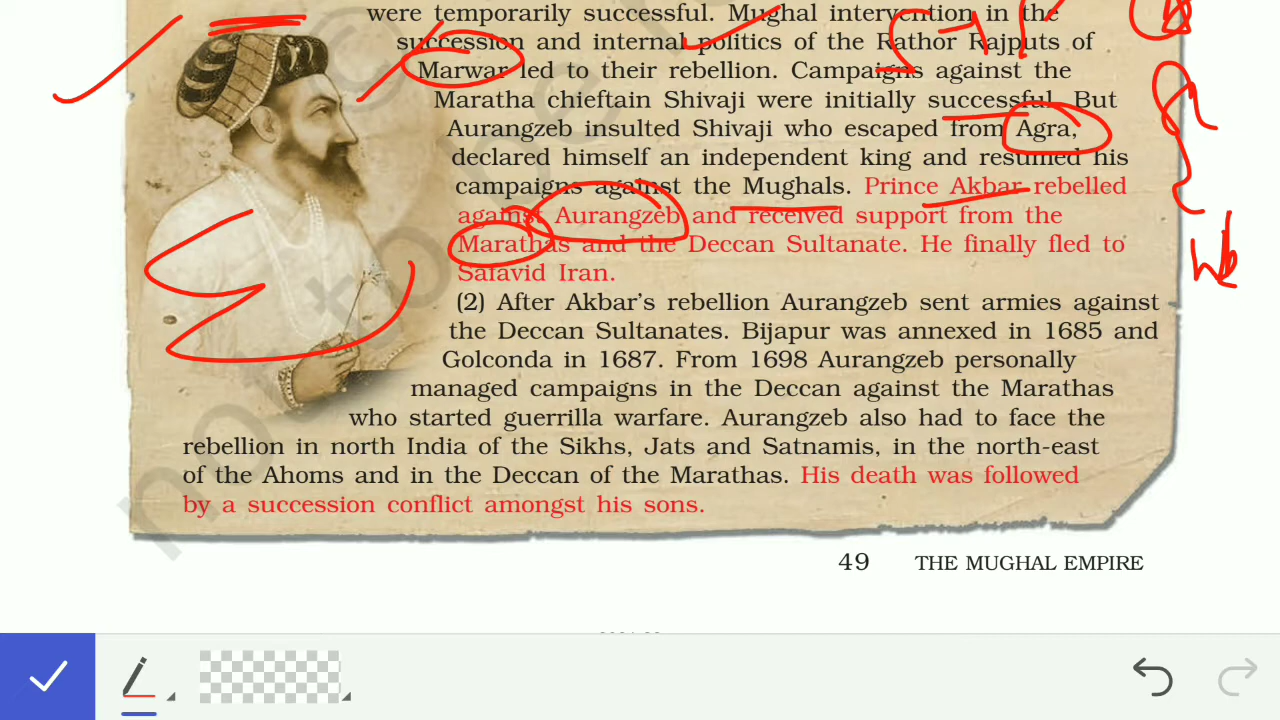 were temporarily successful. Mughal intervention in the
succession and internal politics of the Rathor Rajputs of
Marwar led to their rebellion. Campaigns against the
Maratha chieftain Shivaji were initially successful. But
Aurangzeb insulted Shivaji who escaped from Agra,
declared himself an independent king and resumed his
campaigns against the Mughals. Prince Akbar rebelled
against Aurangzeb and received support from the
Marathas and the Deccan Sultanate. He finally fled to
Safavid Iran.
(2) After Akbar's rebellion Aurangzeb sent armies against
the Deccan Sultanates. Bijapur was annexed in 1685 and
Golconda in 1687. From 1698 Aurangzeb personally
managed campaigns in the Deccan against the Marathas
who started guerrilla warfare. Aurangzeb also had to face the
rebellion in north India of the Sikhs, Jats and Satnamis, in the north-east
of the Ahoms and in the Deccan of the Marathas. His death was followed
by a succession conflict amongst his sons.
49 THE MUGHAL EMPIRE